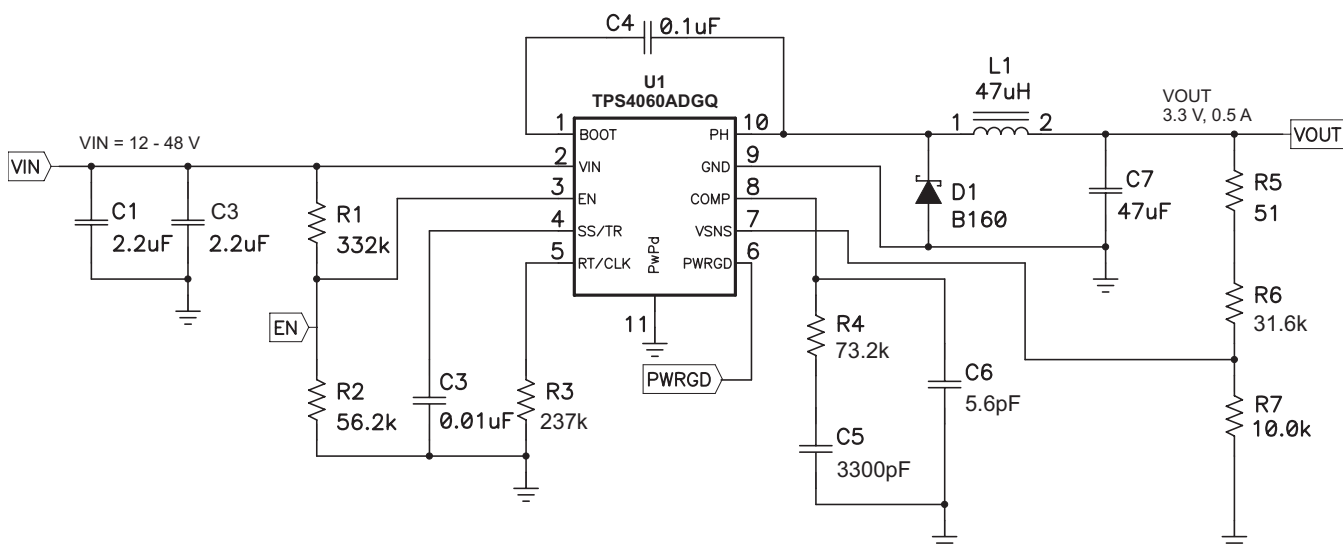 C4
0.1uF
U1
TPS4060ADGQ
L1
47uH
VOUT
3.3 V, 0.5 A
VIN = 12 - 48 V
VIN
1
BOOT
PH
10
1
2
VOUT
2
VIN
GND
9
3
EN
COMP
8
4
SS/TR
VSNS
7
5
RT/CLK
PWRGD
6
PwPd
11
C1
2.2uF
C3
2.2uF
R1
332k
D1
B160
C7
47uF
R5
51
EN
R6
31.6k
R4
73.2k
PWRGD
R2
56.2k
C3
0.01uF
R3
237k
C6
5.6pF
R7
10.0k
C5
3300pF